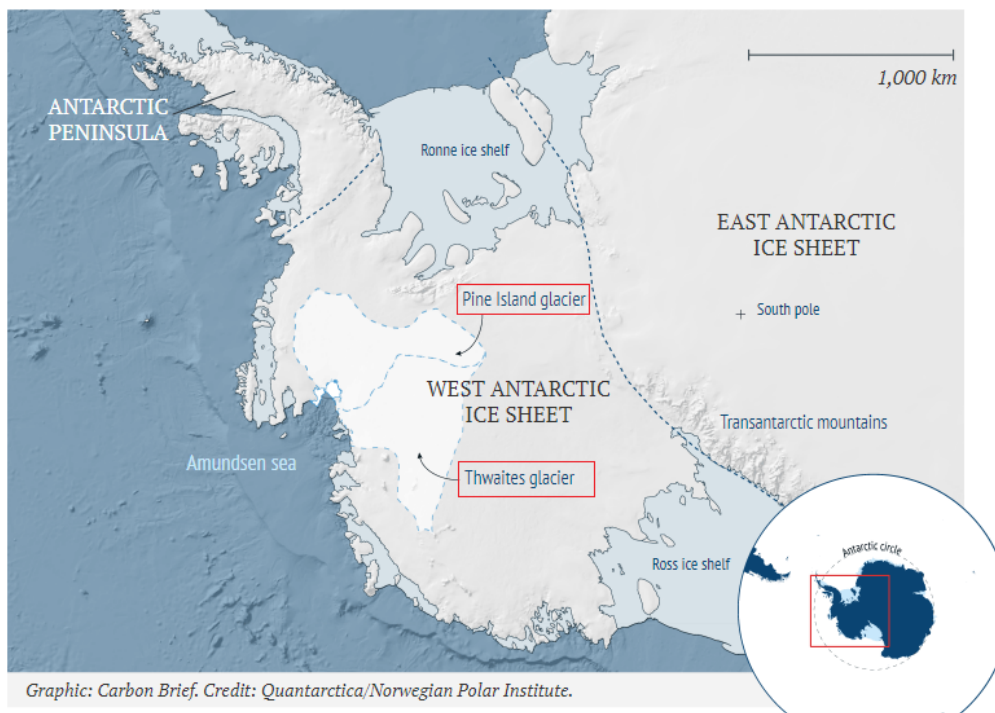 1,000 km
ANTARCTIC
PENINSULA
Ronne ice shelf
EAST ANTARCTIC
ICE SHEET
Pine Island glacier
South pole
WEST ANTARCTIC
ICE SHEET
Transantarctic mountains
Amundsen sea
Thwaites glacier
Antarctic circle
Ross ice shelf
Graphic: Carbon Brief. Credit: Quantarctica/Norwegian Polar Institute.